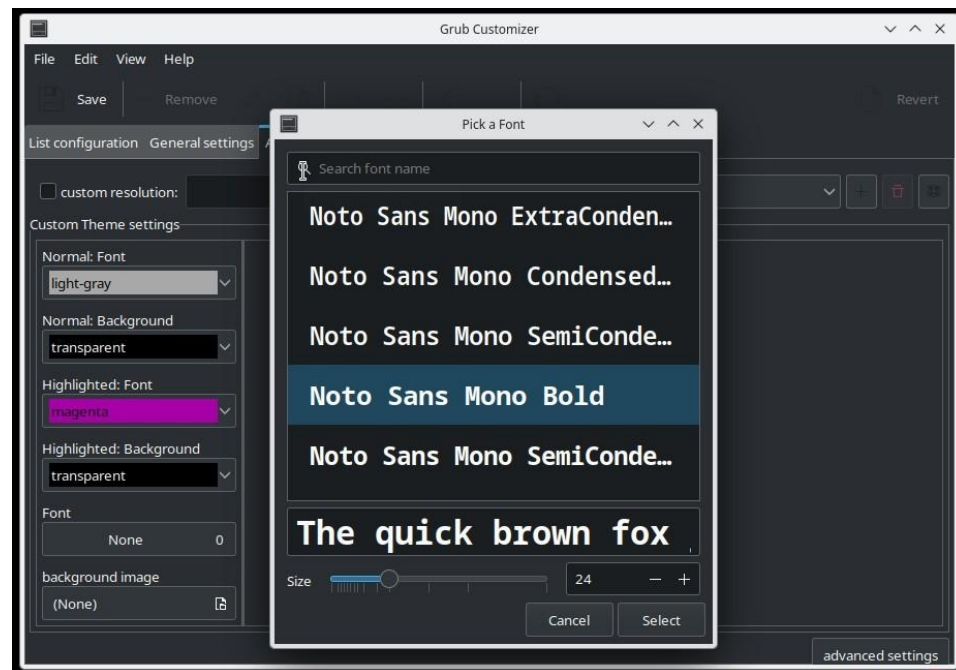 Grub Customizer
File Edit View Help
Save Remove Revert
List configuration General settings
custom resolution:
Custom Theme settings
Normal: Font
light-gray
Normal: Background
transparent
Highlighted: Font
magenta
Highlighted: Background
transparent
Font
None 0
background image
(None)
advanced settings
Pick a Font
Search font name
Noto Sans Mono ExtraConden…
Noto Sans Mono Condensed…
Noto Sans Mono SemiConde…
Noto Sans Mono Bold
Noto Sans Mono SemiConde…
The quick brown fox
Size 24
Cancel Select